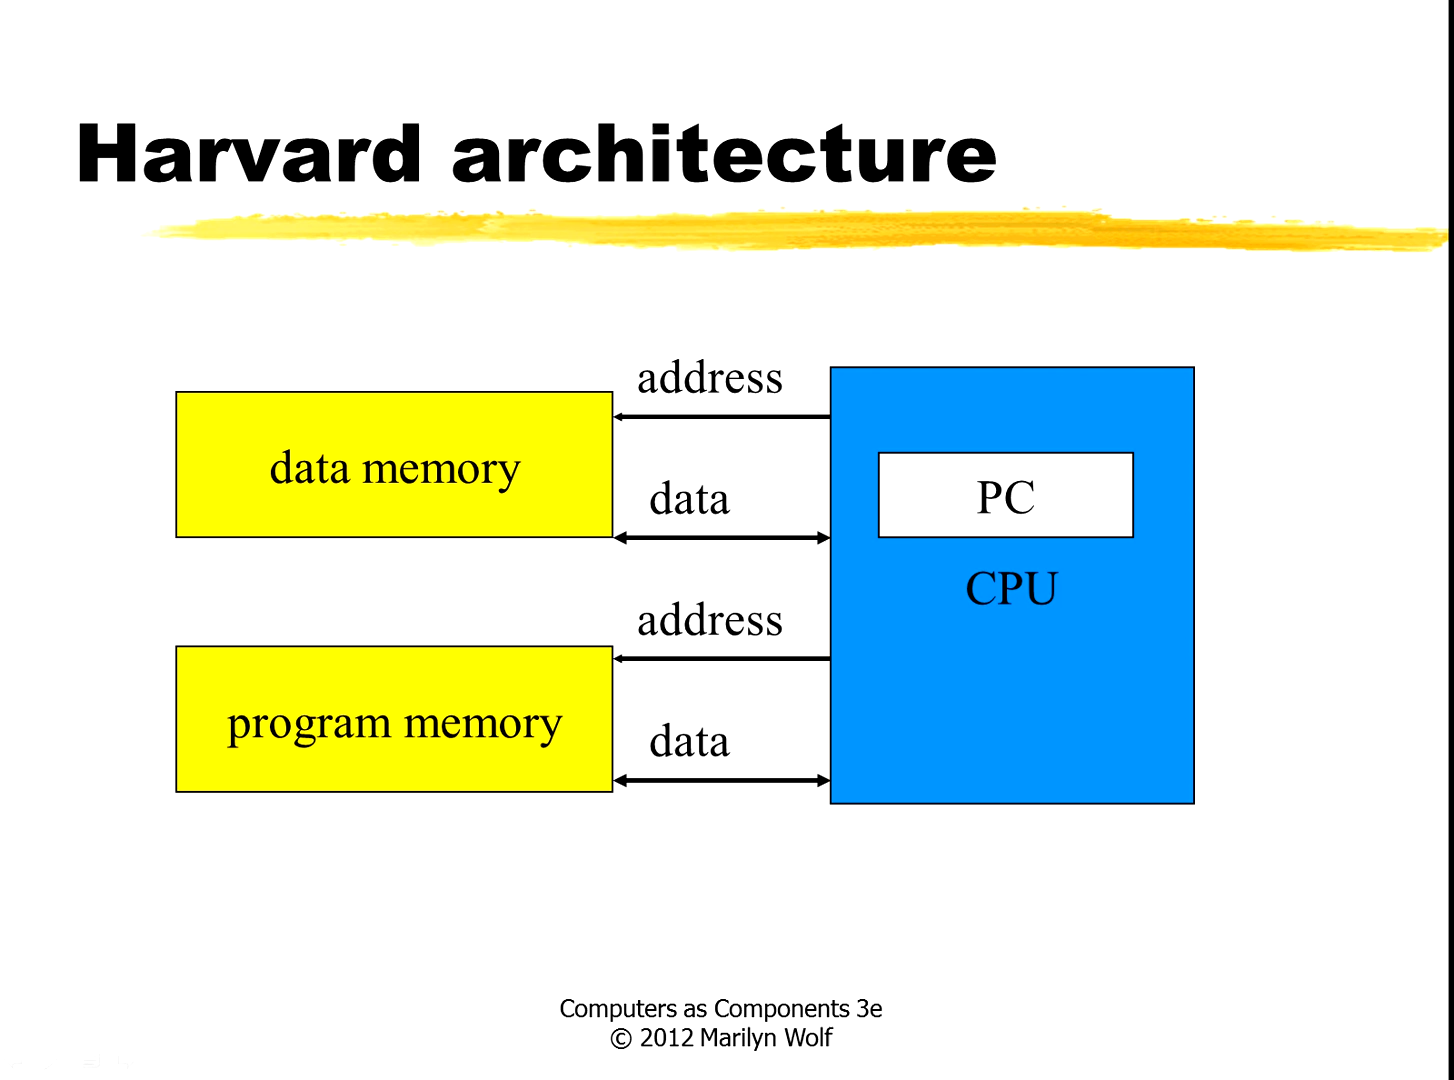 Harvard architecture
address
data memory
data
PC
CPU
address
program memory
data
Computers as Components 3e
© 2012 Marilyn Wolf